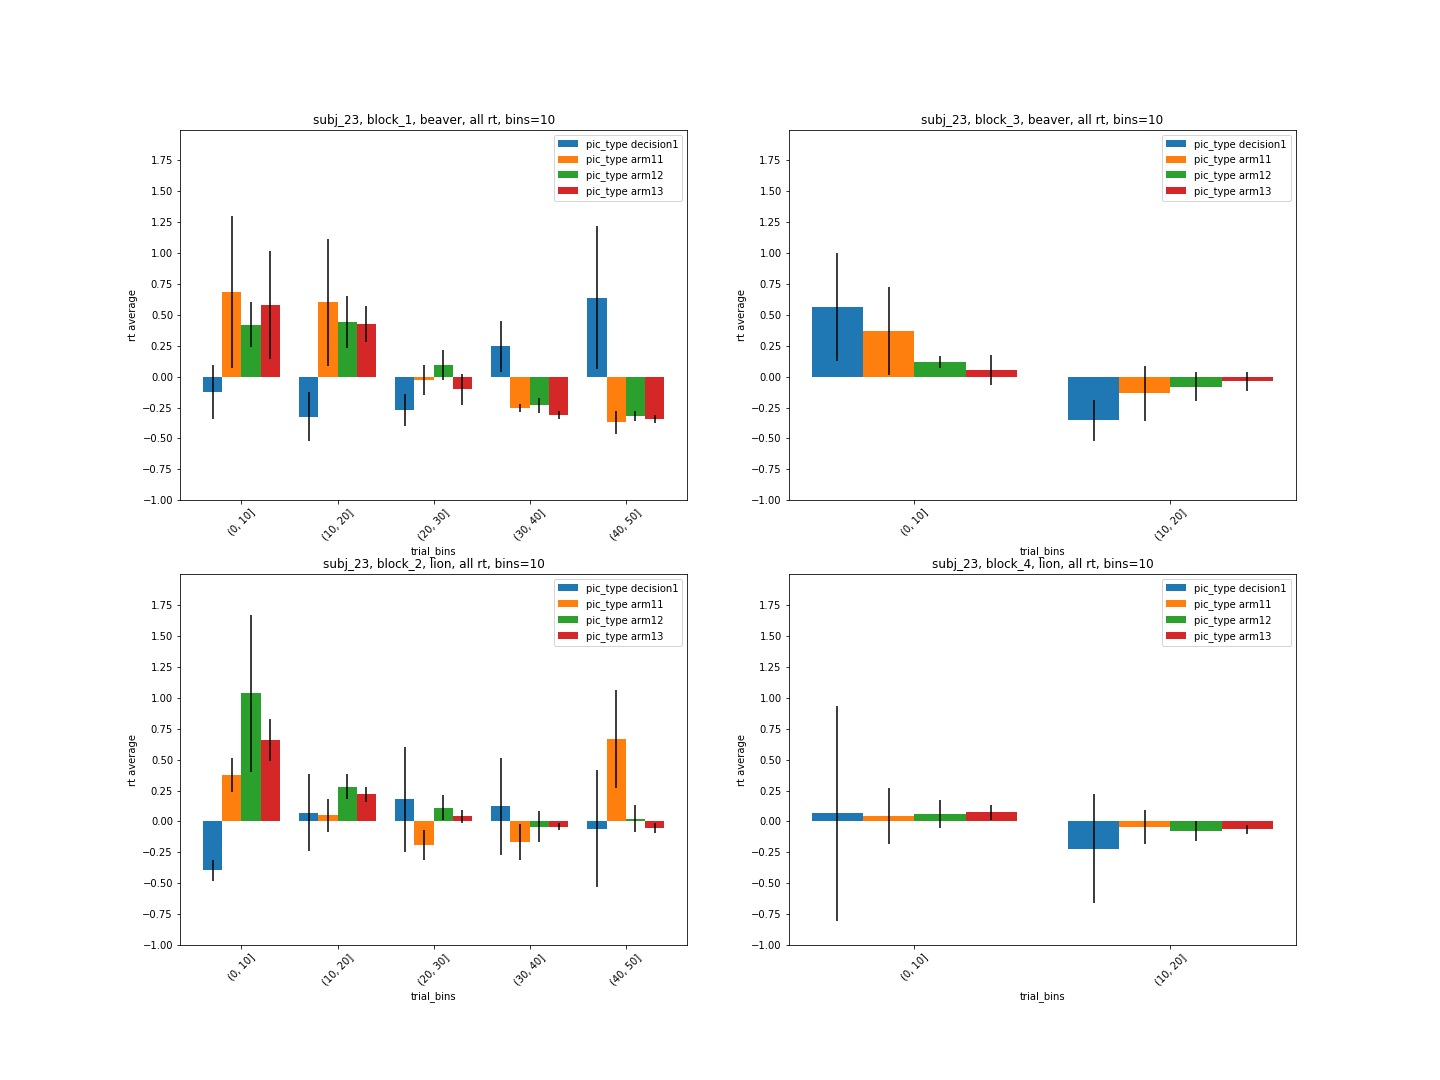 subj_23, block_1, beaver, all rt, bins=10
pic_type decision1
pic_type arm11
pic_type arm12
pic_type arm13
1.75
1.50
1.25
1.00
0.75
0.50
0.25
0.00
−0.25
−0.50
−0.75
−1.00
rt average
(0, 10]
(10, 20]
(20, 30]
(30, 40]
(40, 50]
trial_bins
subj_23, block_3, beaver, all rt, bins=10
pic_type decision1
pic_type arm11
pic_type arm12
pic_type arm13
1.75
1.50
1.25
1.00
0.75
0.50
0.25
0.00
−0.25
−0.50
−0.75
−1.00
rt average
(0, 10]
(10, 20]
trial_bins
subj_23, block_2, lion, all rt, bins=10
pic_type decision1
pic_type arm11
pic_type arm12
pic_type arm13
1.75
1.50
1.25
1.00
0.75
0.50
0.25
0.00
−0.25
−0.50
−0.75
−1.00
rt average
(0, 10]
(10, 20]
(20, 30]
(30, 40]
(40, 50]
trial_bins
subj_23, block_4, lion, all rt, bins=10
pic_type decision1
pic_type arm11
pic_type arm12
pic_type arm13
1.75
1.50
1.25
1.00
0.75
0.50
0.25
0.00
−0.25
−0.50
−0.75
−1.00
rt average
(0, 10]
(10, 20]
trial_bins